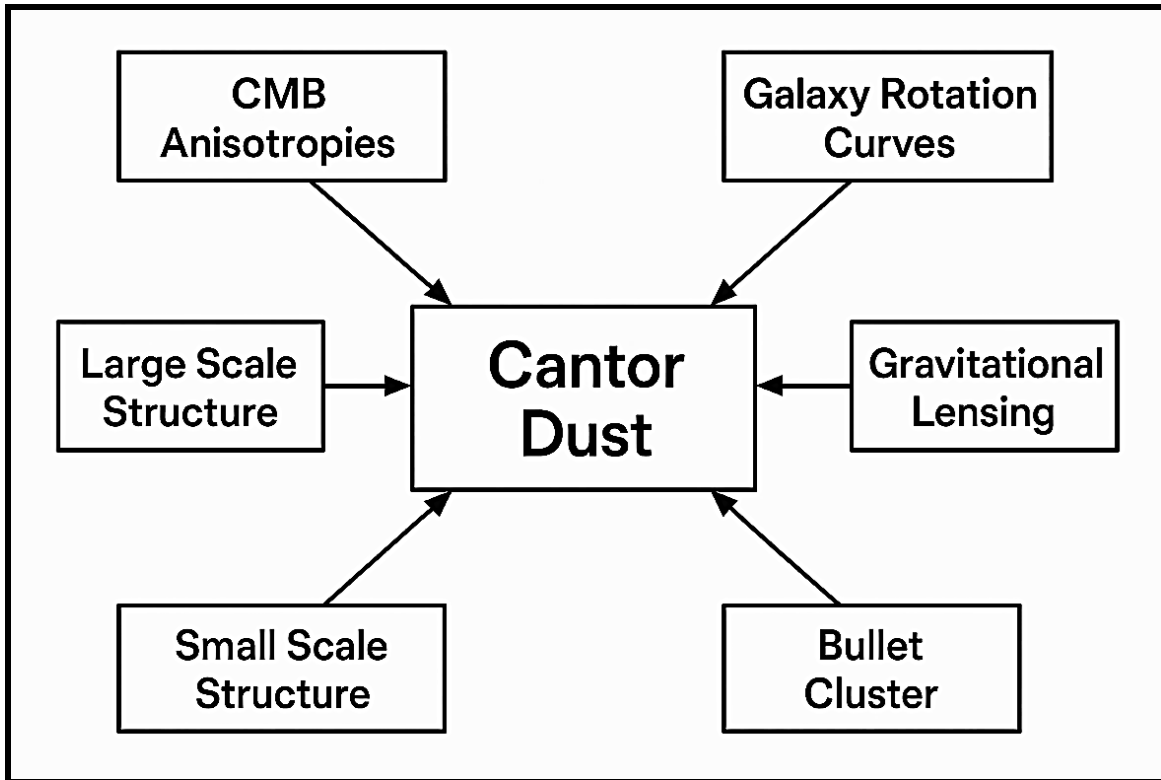 CMB
Anisotropies
Galaxy Rotation
Curves
Large Scale
Structure
Cantor
Dust
Gravitational
Lensing
Small Scale
Structure
Bullet
Cluster